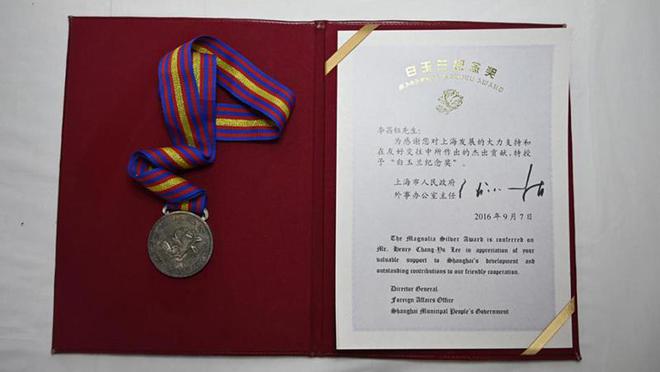 白玉兰纪念奖
AWARD
李昌钰先生:
为感谢您对上海发展的大力支持和
在友好交往中所作出的杰出贡献,特授
予“白玉兰纪念奖”。
上海市人民政府
外事办公室主任
2016 年 9 月 7 日
The Magnolia Silver Award is conferred on
Mr. Henry Chang-Yu Lee in appreciation of your
valuable support to Shanghai's development and
outstanding contributions to our friendly cooperation.
Director General
Foreign Affairs Office
Shanghai Municipal People's Government